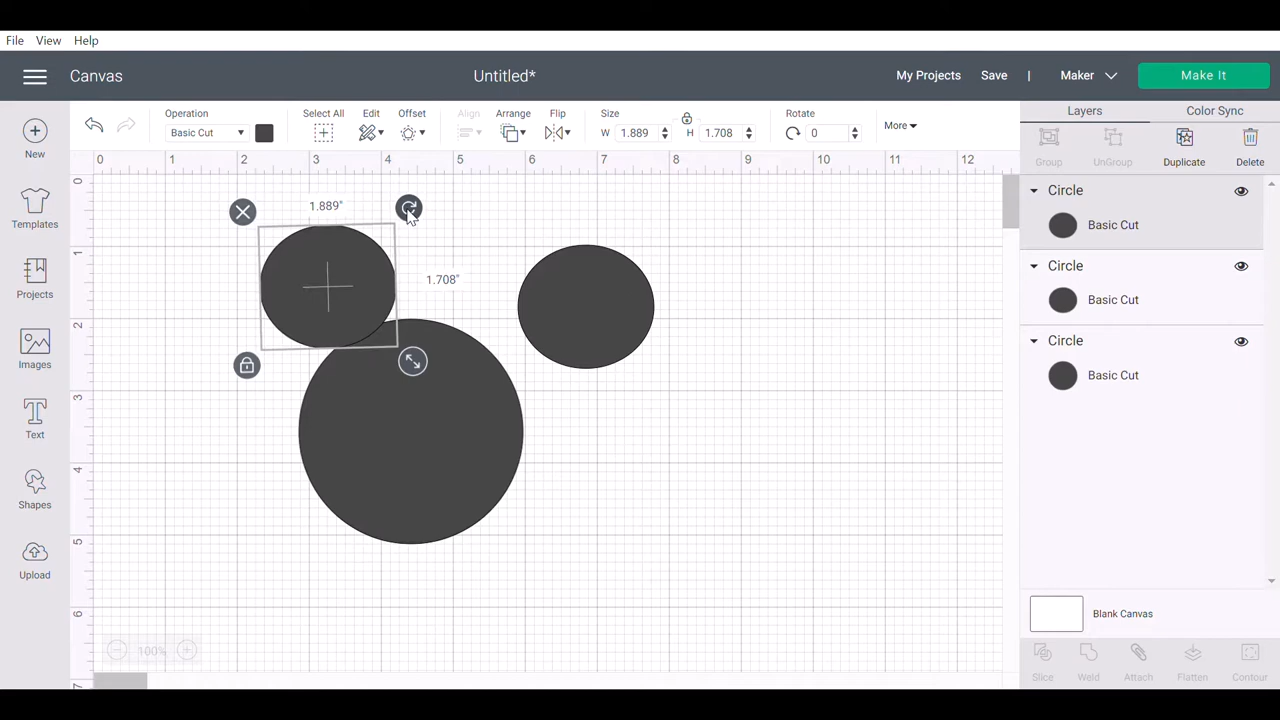 File View Help
Canvas Untitled* My Projects Save | Maker Make It
Operation Select All Edit Offset Align Arrange Flip Size Rotate
Basic Cut W 1.889 H 1.708 0 More
Layers Color Sync
Group UnGroup Duplicate Delete
New
Templates
Projects
Images
Text
Shapes
Upload
0 1 2 3 4 5 6 7 8 9 10 11 12
0
1
2
3
4
5
6
7
1.889"
1.708"
100%
Circle
Basic Cut
Circle
Basic Cut
Circle
Basic Cut
Blank Canvas
Slice Weld Attach Flatten Contour